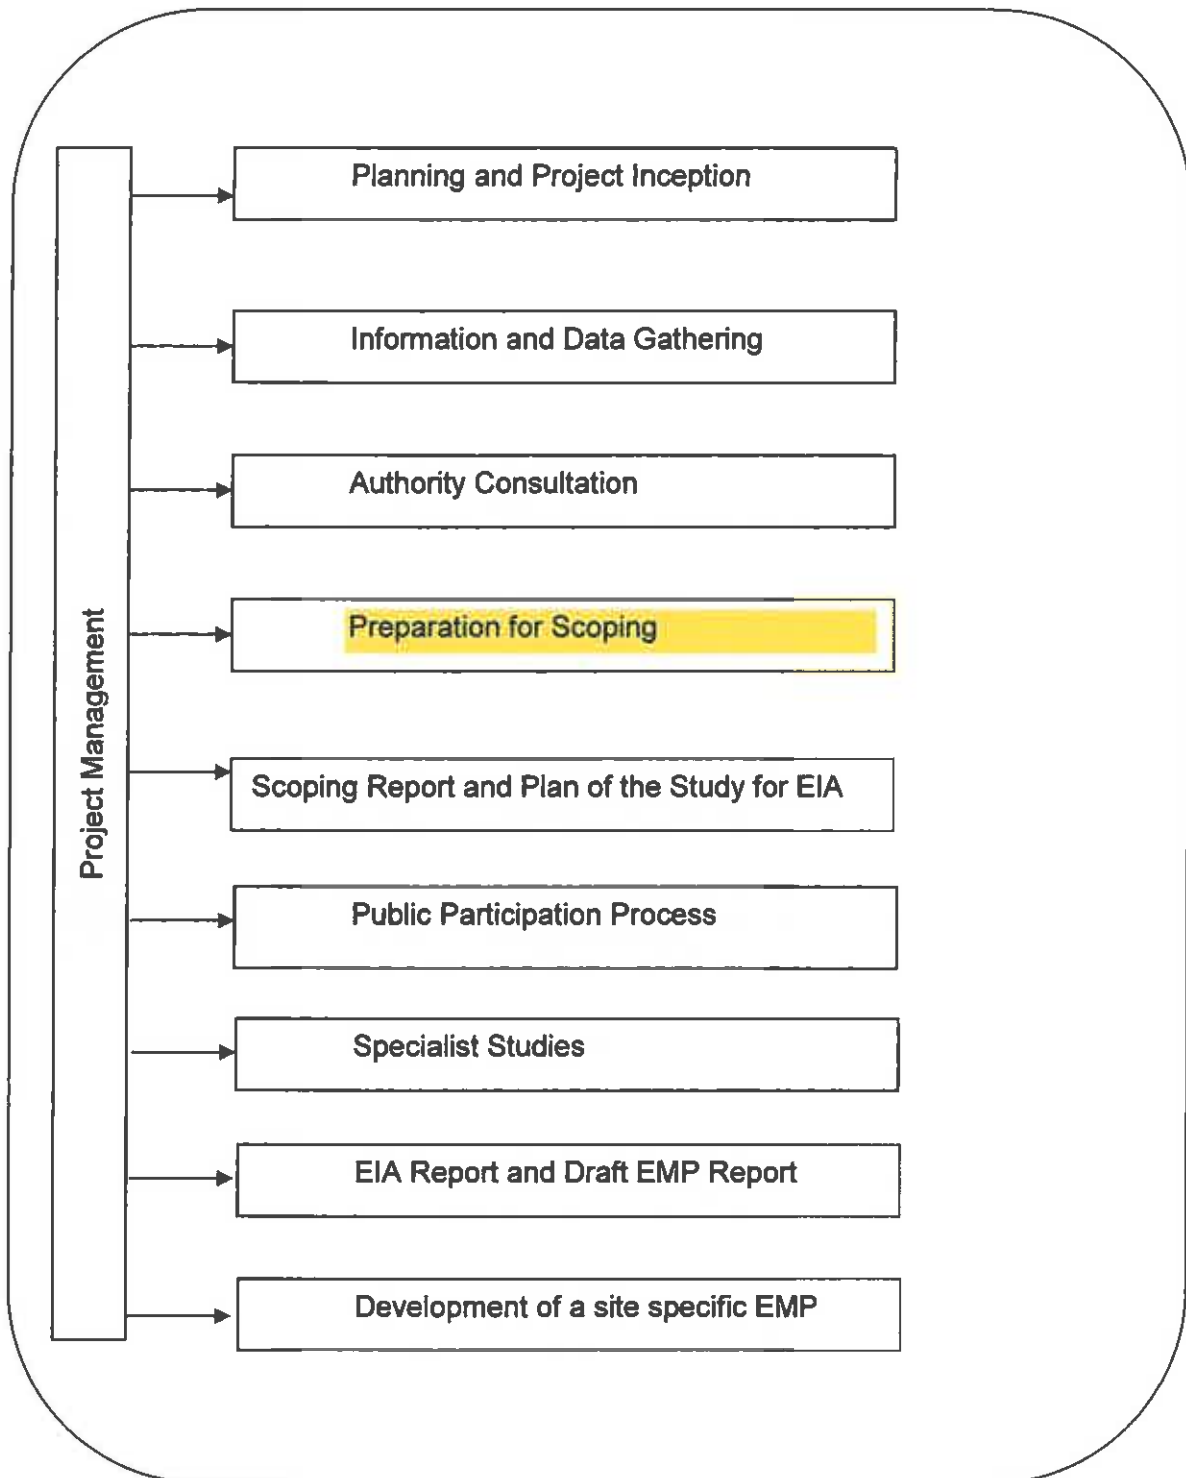 Planning and Project Inception
Information and Data Gathering
Authority Consultation
Project Management
Preparation for Scoping
Scoping Report and Plan of the Study for EIA
Public Participation Process
Specialist Studies
EIA Report and Draft EMP Report
Development of a site specific EMP